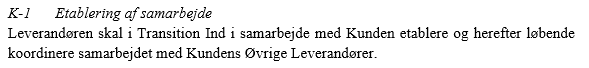 K-1 Etablering af samarbejde
Leverandøren skal i Transition Ind i samarbejde med Kunden etablere og herefter løbende
koordinere samarbejdet med Kundens Øvrige Leverandører.